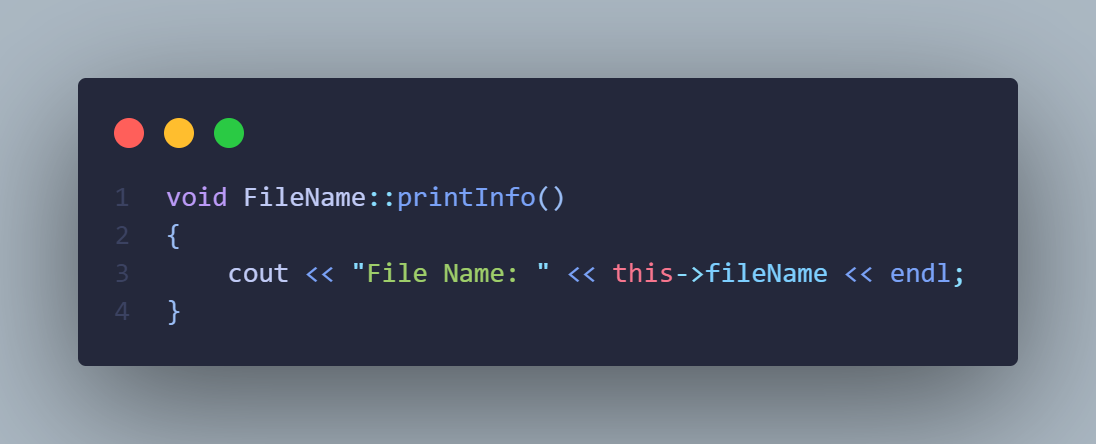 1 void FileName::printInfo()
2 {
3     cout << "File Name: " << this->fileName << endl;
4 }